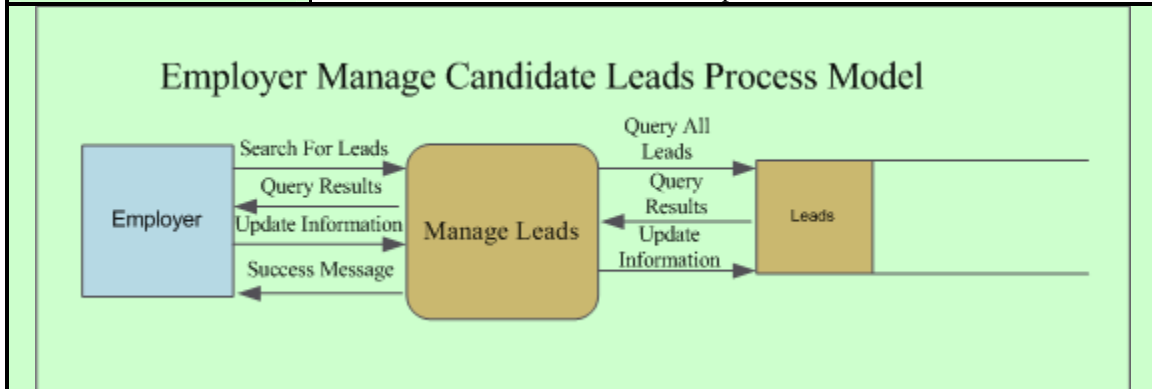 Employer Manage Candidate Leads Process Model
Search For Leads
Query Results
Update Information
Success Message
Employer
Manage Leads
Query All
Leads
Query
Results
Update
Information
Leads